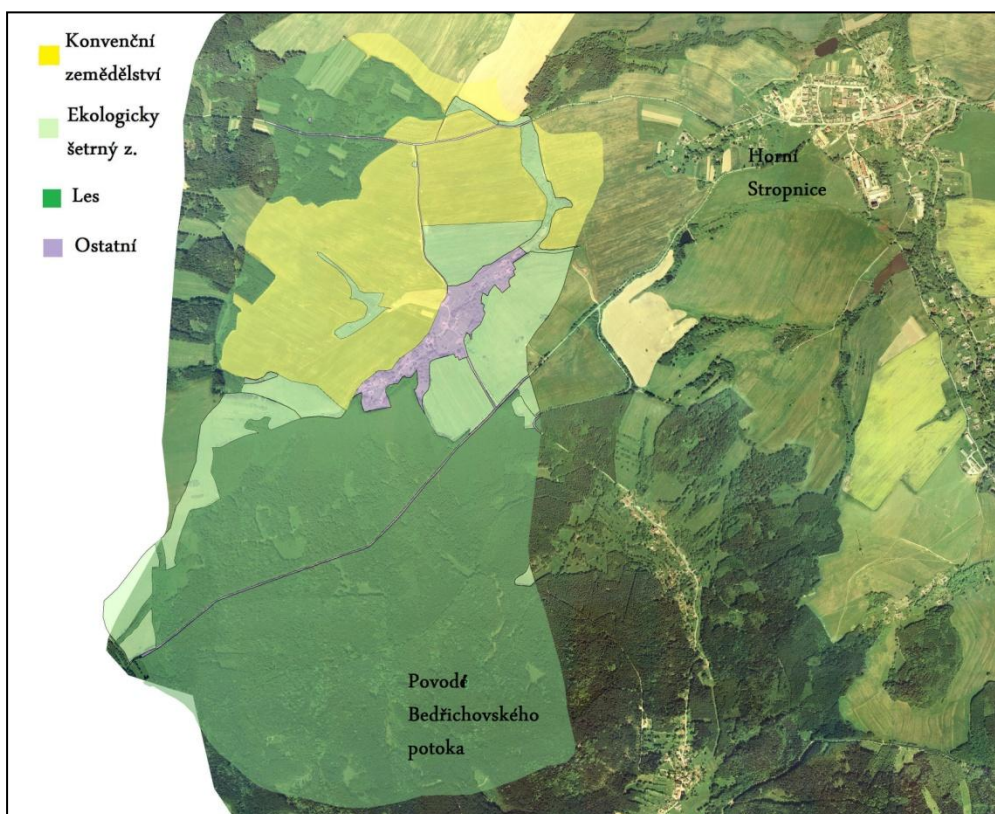 Konvenční
zemědělství
Ekologicky
šetrný z.
Les
Ostatní
Horní
Stropnice
Povodí
Bedřichovského
potoka